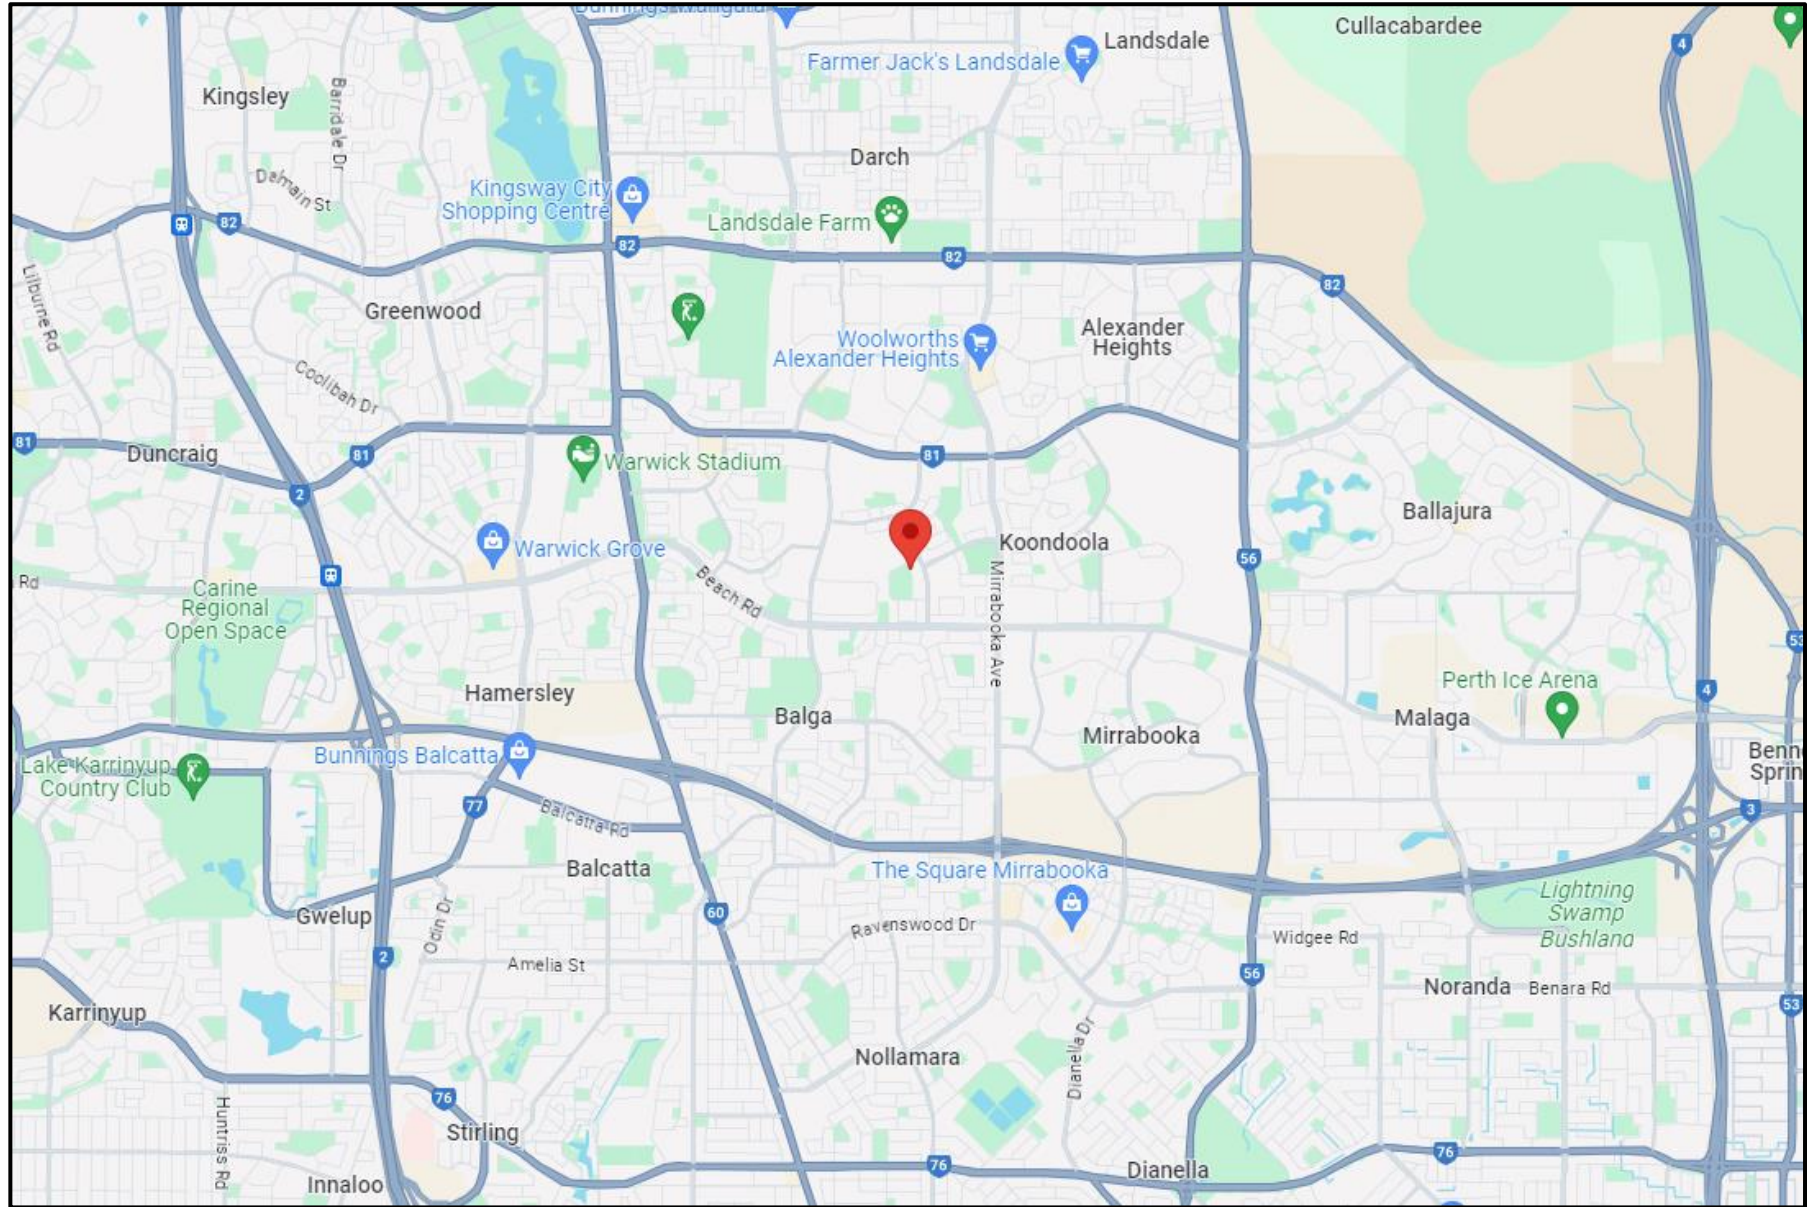 Cullacabardee
Landsdale
Farmer Jack's Landsdale
4
Kingsley
Barridale Dr
Darch
Dalmain St
Kingsway City
Shopping Centre
Landsdale Farm
82
82
82
82
Lilburne Rd
Greenwood
Woolworths
Alexander Heights
Alexander
Heights
Coolibah Dr
81
Duncraig
81
81
2
Warwick Stadium
Ballajura
Warwick Grove
Koondoola
56
Rd
Carine
Regional
Open Space
Beach Rd
Mirrabooka Ave
53
Hamersley
Balga
Mirrabooka
Perth Ice Arena
4
Malaga
Bunnings Balcatta
Lake Karrinyup
Country Club
Benn
Sprin
77
Balcatta Rd
3
Balcatta
The Square Mirrabooka
Lightning
Swamp
Bushland
Gwelup
60
Odin Dr
Ravenswood Dr
Widgee Rd
2
Amelia St
56
Noranda
Benara Rd
53
Karrinyup
Nollamara
Dianella Dr
76
Huntriss Rd
Stirling
76
76
Dianella
Innaloo